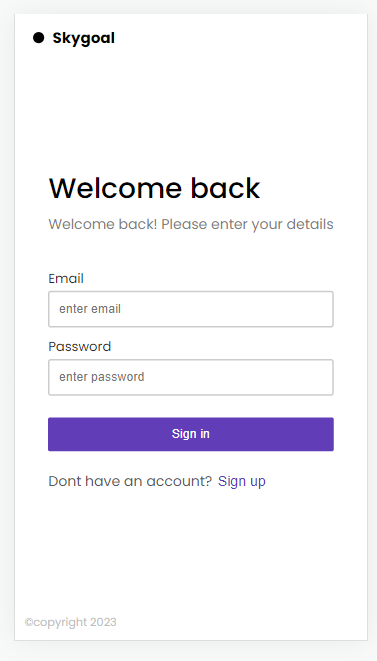 Skygoal
Welcome back
Welcome back! Please enter your details
Email
enter email
Password
enter password
Sign in
Dont have an account? Sign up
©copyright 2023